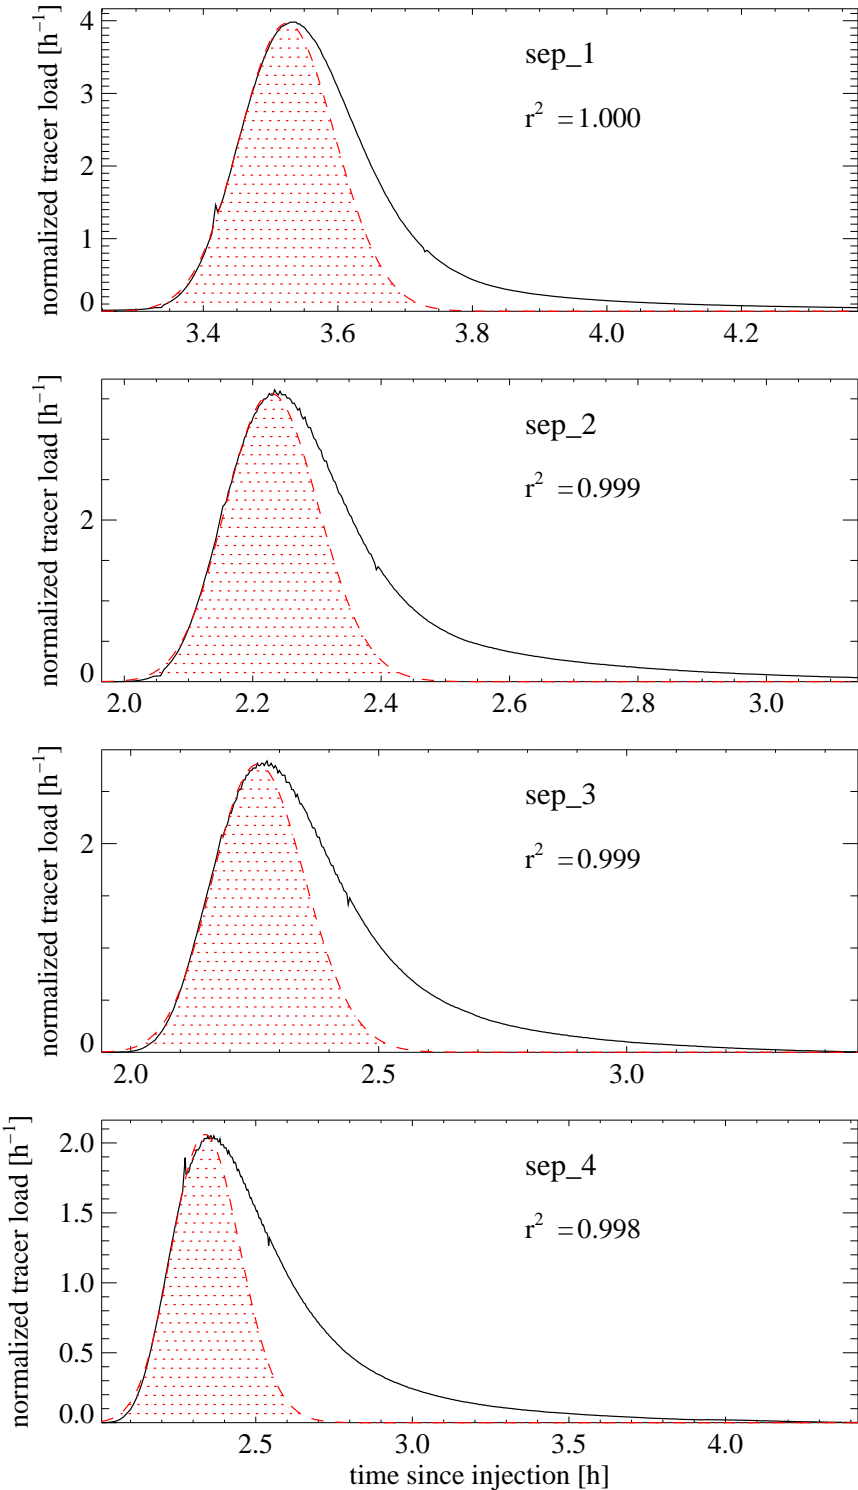 normalized tracer load [h⁻¹]
4
3
2
1
0
sep_1
r² =1.000
3.4 3.6 3.8 4.0 4.2
normalized tracer load [h⁻¹]
2
0
sep_2
r² =0.999
2.0 2.2 2.4 2.6 2.8 3.0
normalized tracer load [h⁻¹]
2
0
sep_3
r² =0.999
2.0 2.5 3.0
normalized tracer load [h⁻¹]
2.0
1.5
1.0
0.5
0.0
sep_4
r² =0.998
2.5 3.0 3.5 4.0
time since injection [h]